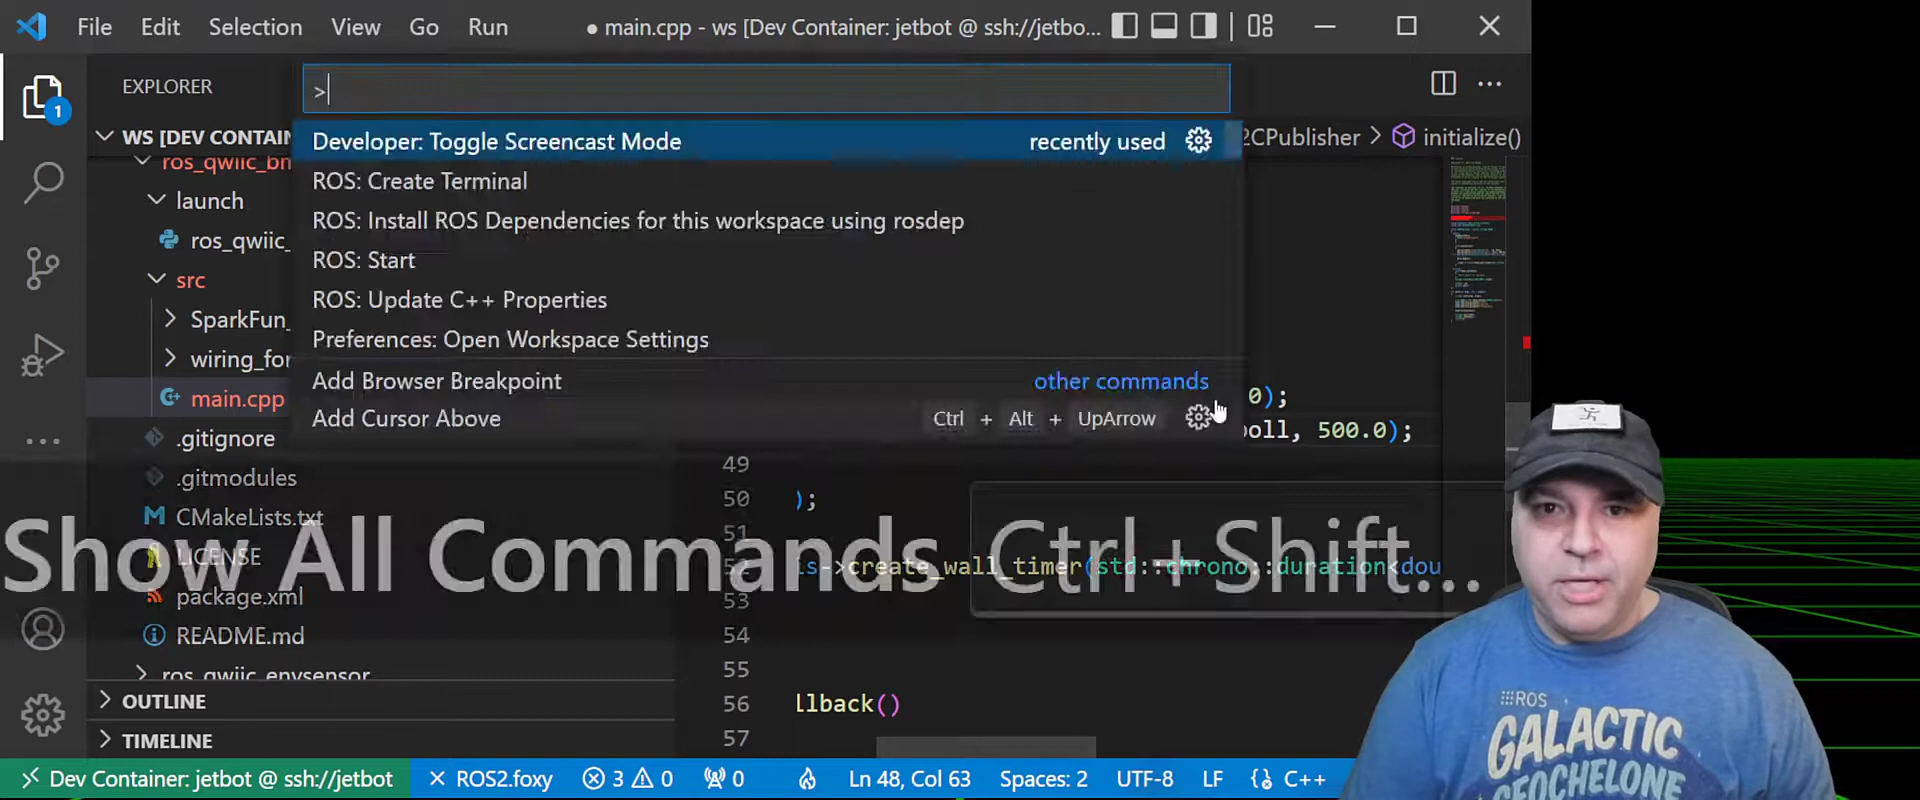 File Edit Selection View Go Run ● main.cpp - ws [Dev Container: jetbot @ ssh://jetbo...
EXPLORER
1
>
WS [DEV CONTAIN
Developer: Toggle Screencast Mode recently used
2CPublisher > initialize()
ros_qwiic_bm
ROS: Create Terminal
launch
ROS: Install ROS Dependencies for this workspace using rosdep
ros_qwiic_
ROS: Start
src
ROS: Update C++ Properties
SparkFun_
Preferences: Open Workspace Settings
wiring_for
Add Browser Breakpoint other commands
0);
main.cpp
Add Cursor Above Ctrl + Alt + UpArrow
oll, 500.0);
.gitignore
49
.gitmodules
50 );
CMakeLists.txt
51
Show All Commands Ctrl+Shift...
LICENSE
52 is->create_wall_timer(std::chrono::duration<dou
package.xml
53
README.md
54
ros_qwiic_envsensor
55
OUTLINE
56 llback()
TIMELINE
57
Dev Container: jetbot @ ssh://jetbot ROS2.foxy 3 0 0 Ln 48, Col 63 Spaces: 2 UTF-8 LF {} C++
ROS
GALACTIC
GEOCHELONE